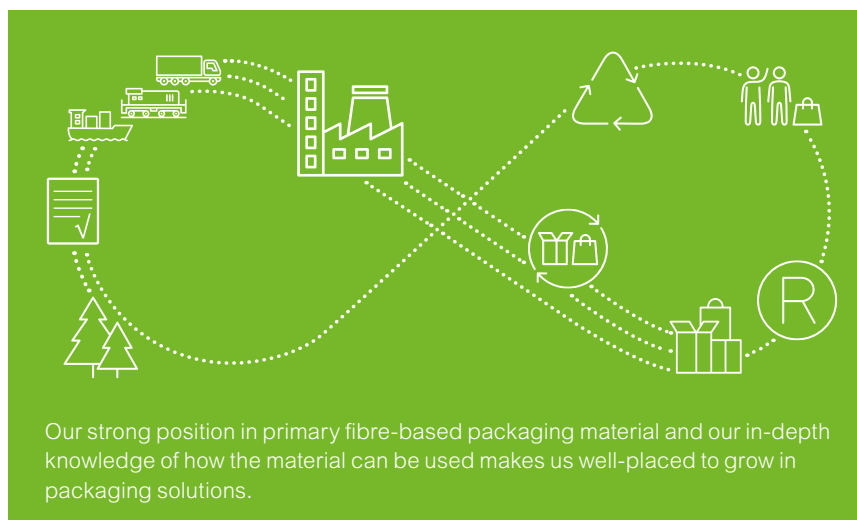 R
Our strong position in primary fibre-based packaging material and our in-depth
knowledge of how the material can be used makes us well-placed to grow in
packaging solutions.